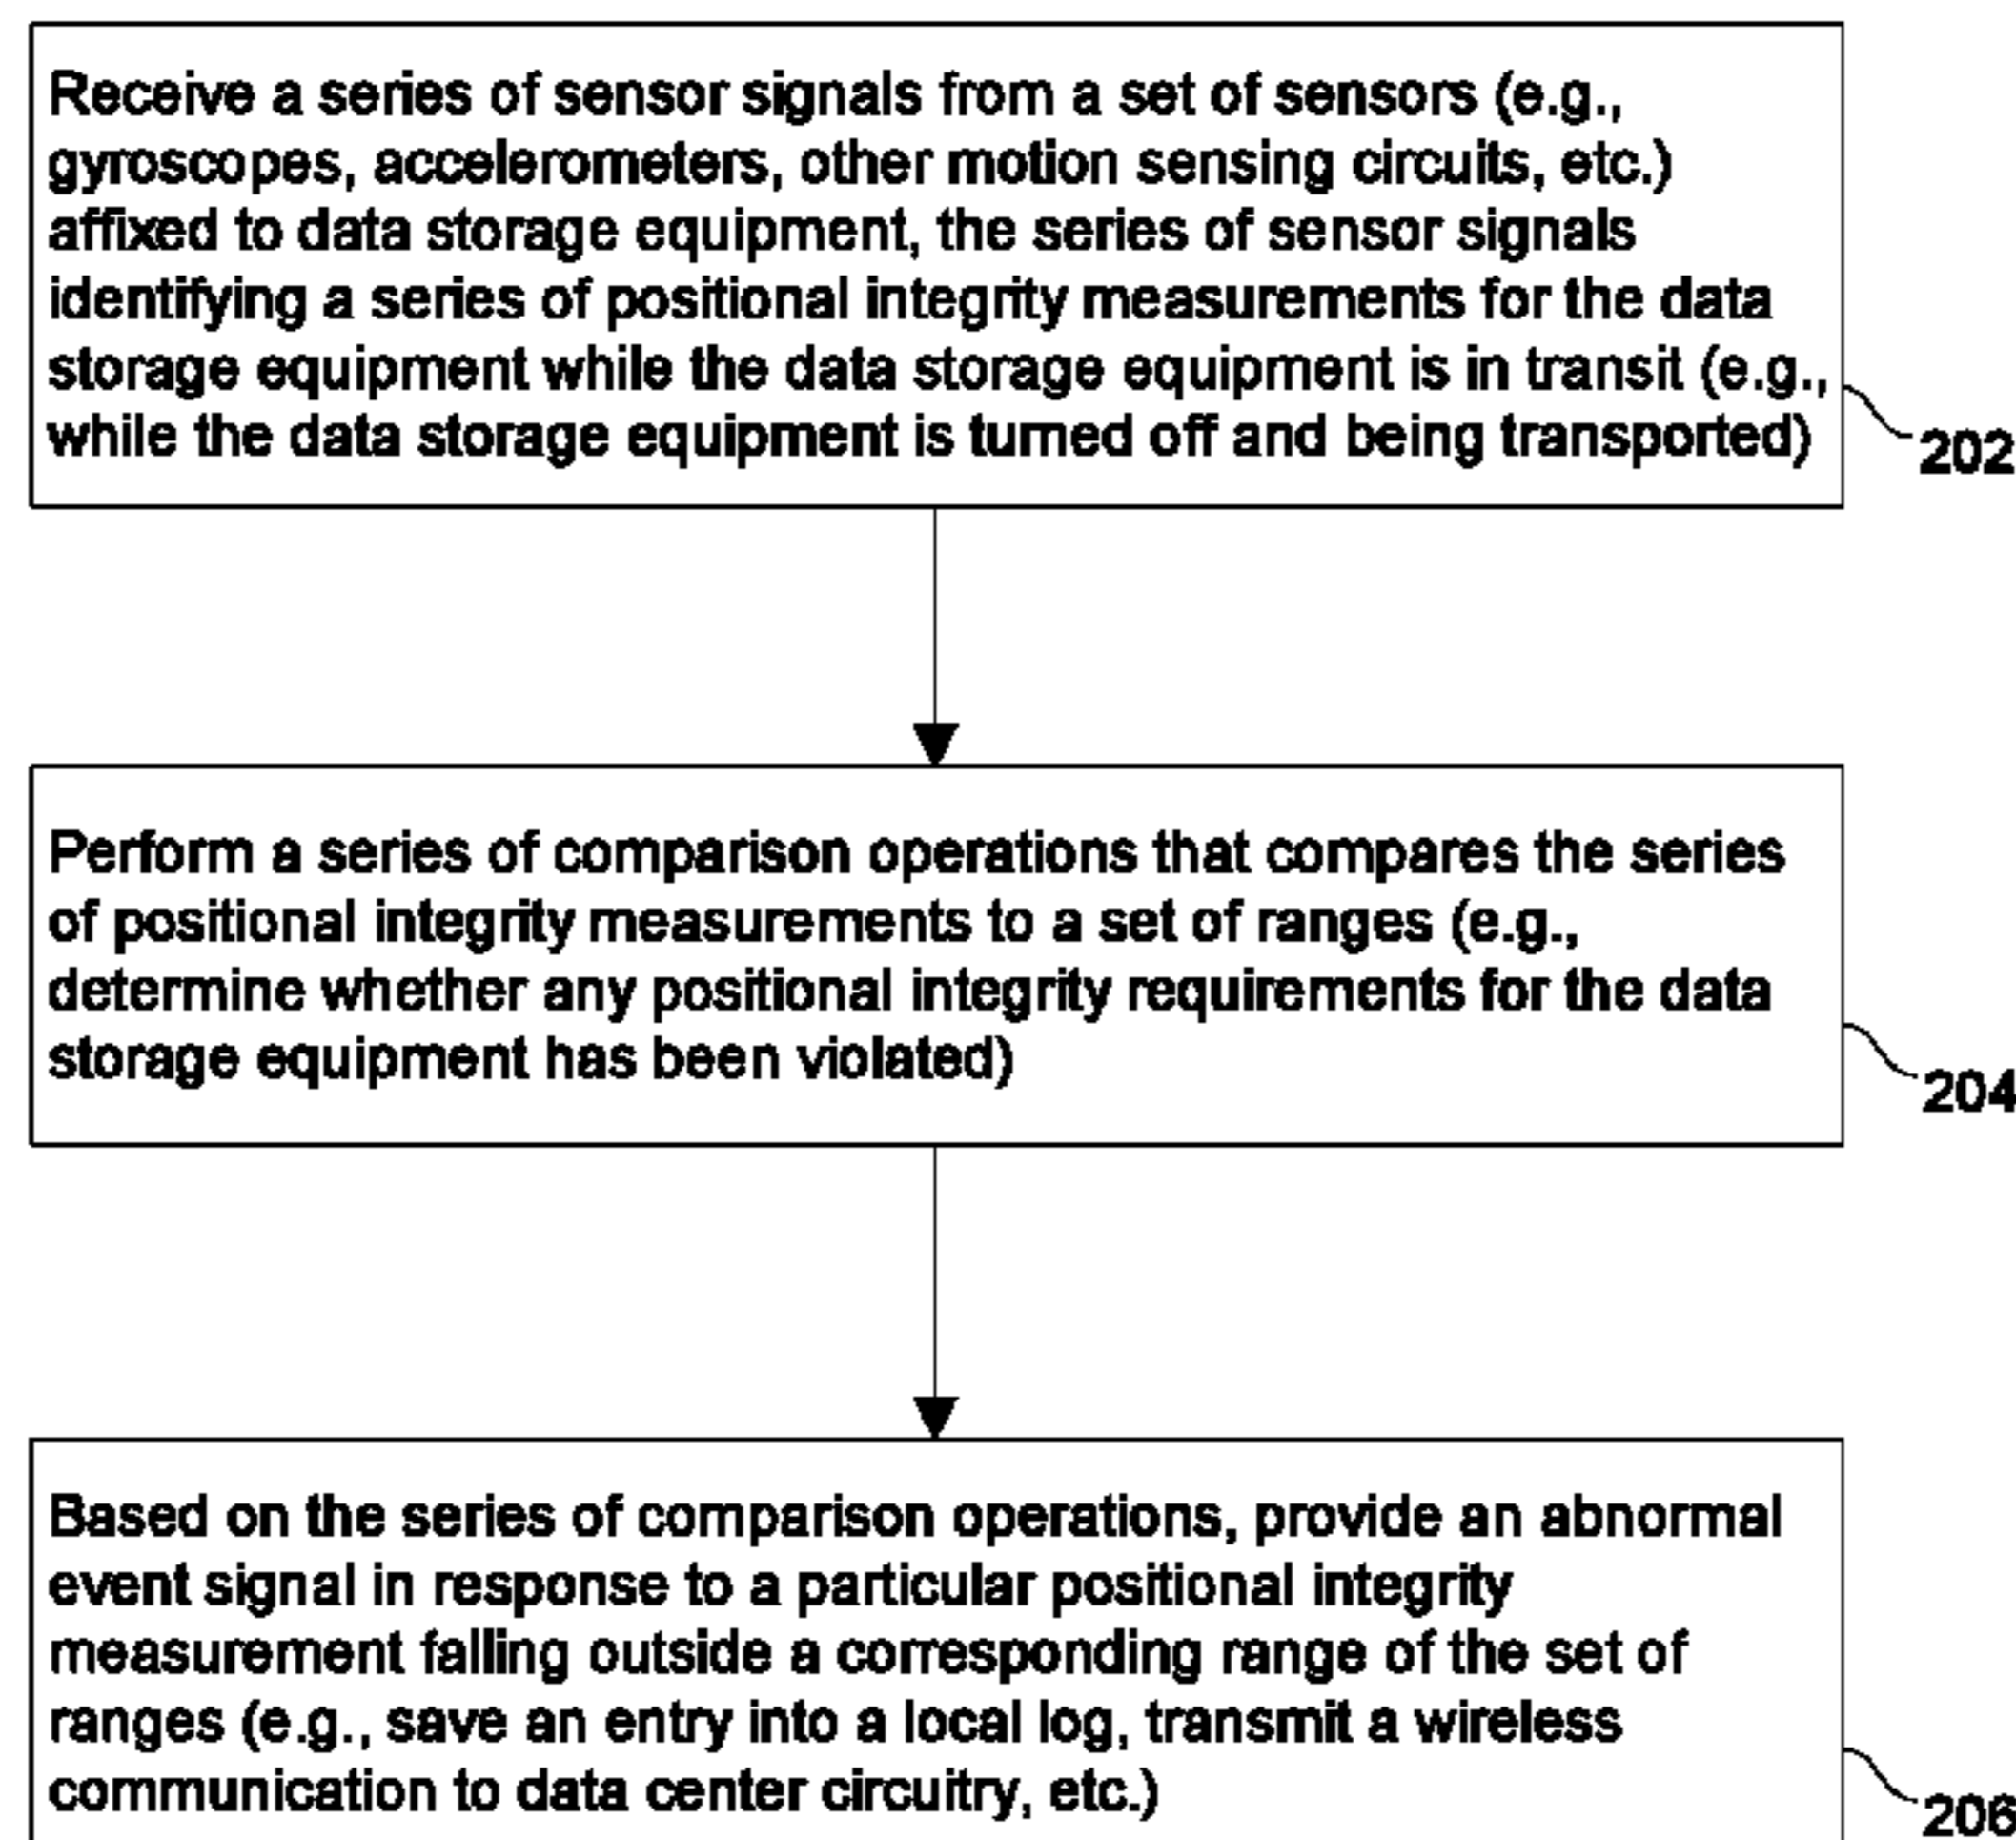 Receive a series of sensor signals from a set of sensors (e.g.,
gyroscopes, accelerometers, other motion sensing circuits, etc.)
affixed to data storage equipment, the series of sensor signals
identifying a series of positional integrity measurements for the data
storage equipment while the data storage equipment is in transit (e.g.,
while the data storage equipment is turned off and being transported)
202
Perform a series of comparison operations that compares the series
of positional integrity measurements to a set of ranges (e.g.,
determine whether any positional integrity requirements for the data
storage equipment has been violated)
204
Based on the series of comparison operations, provide an abnormal
event signal in response to a particular positional integrity
measurement falling outside a corresponding range of the set of
ranges (e.g., save an entry into a local log, transmit a wireless
communication to data center circuitry, etc.)
206